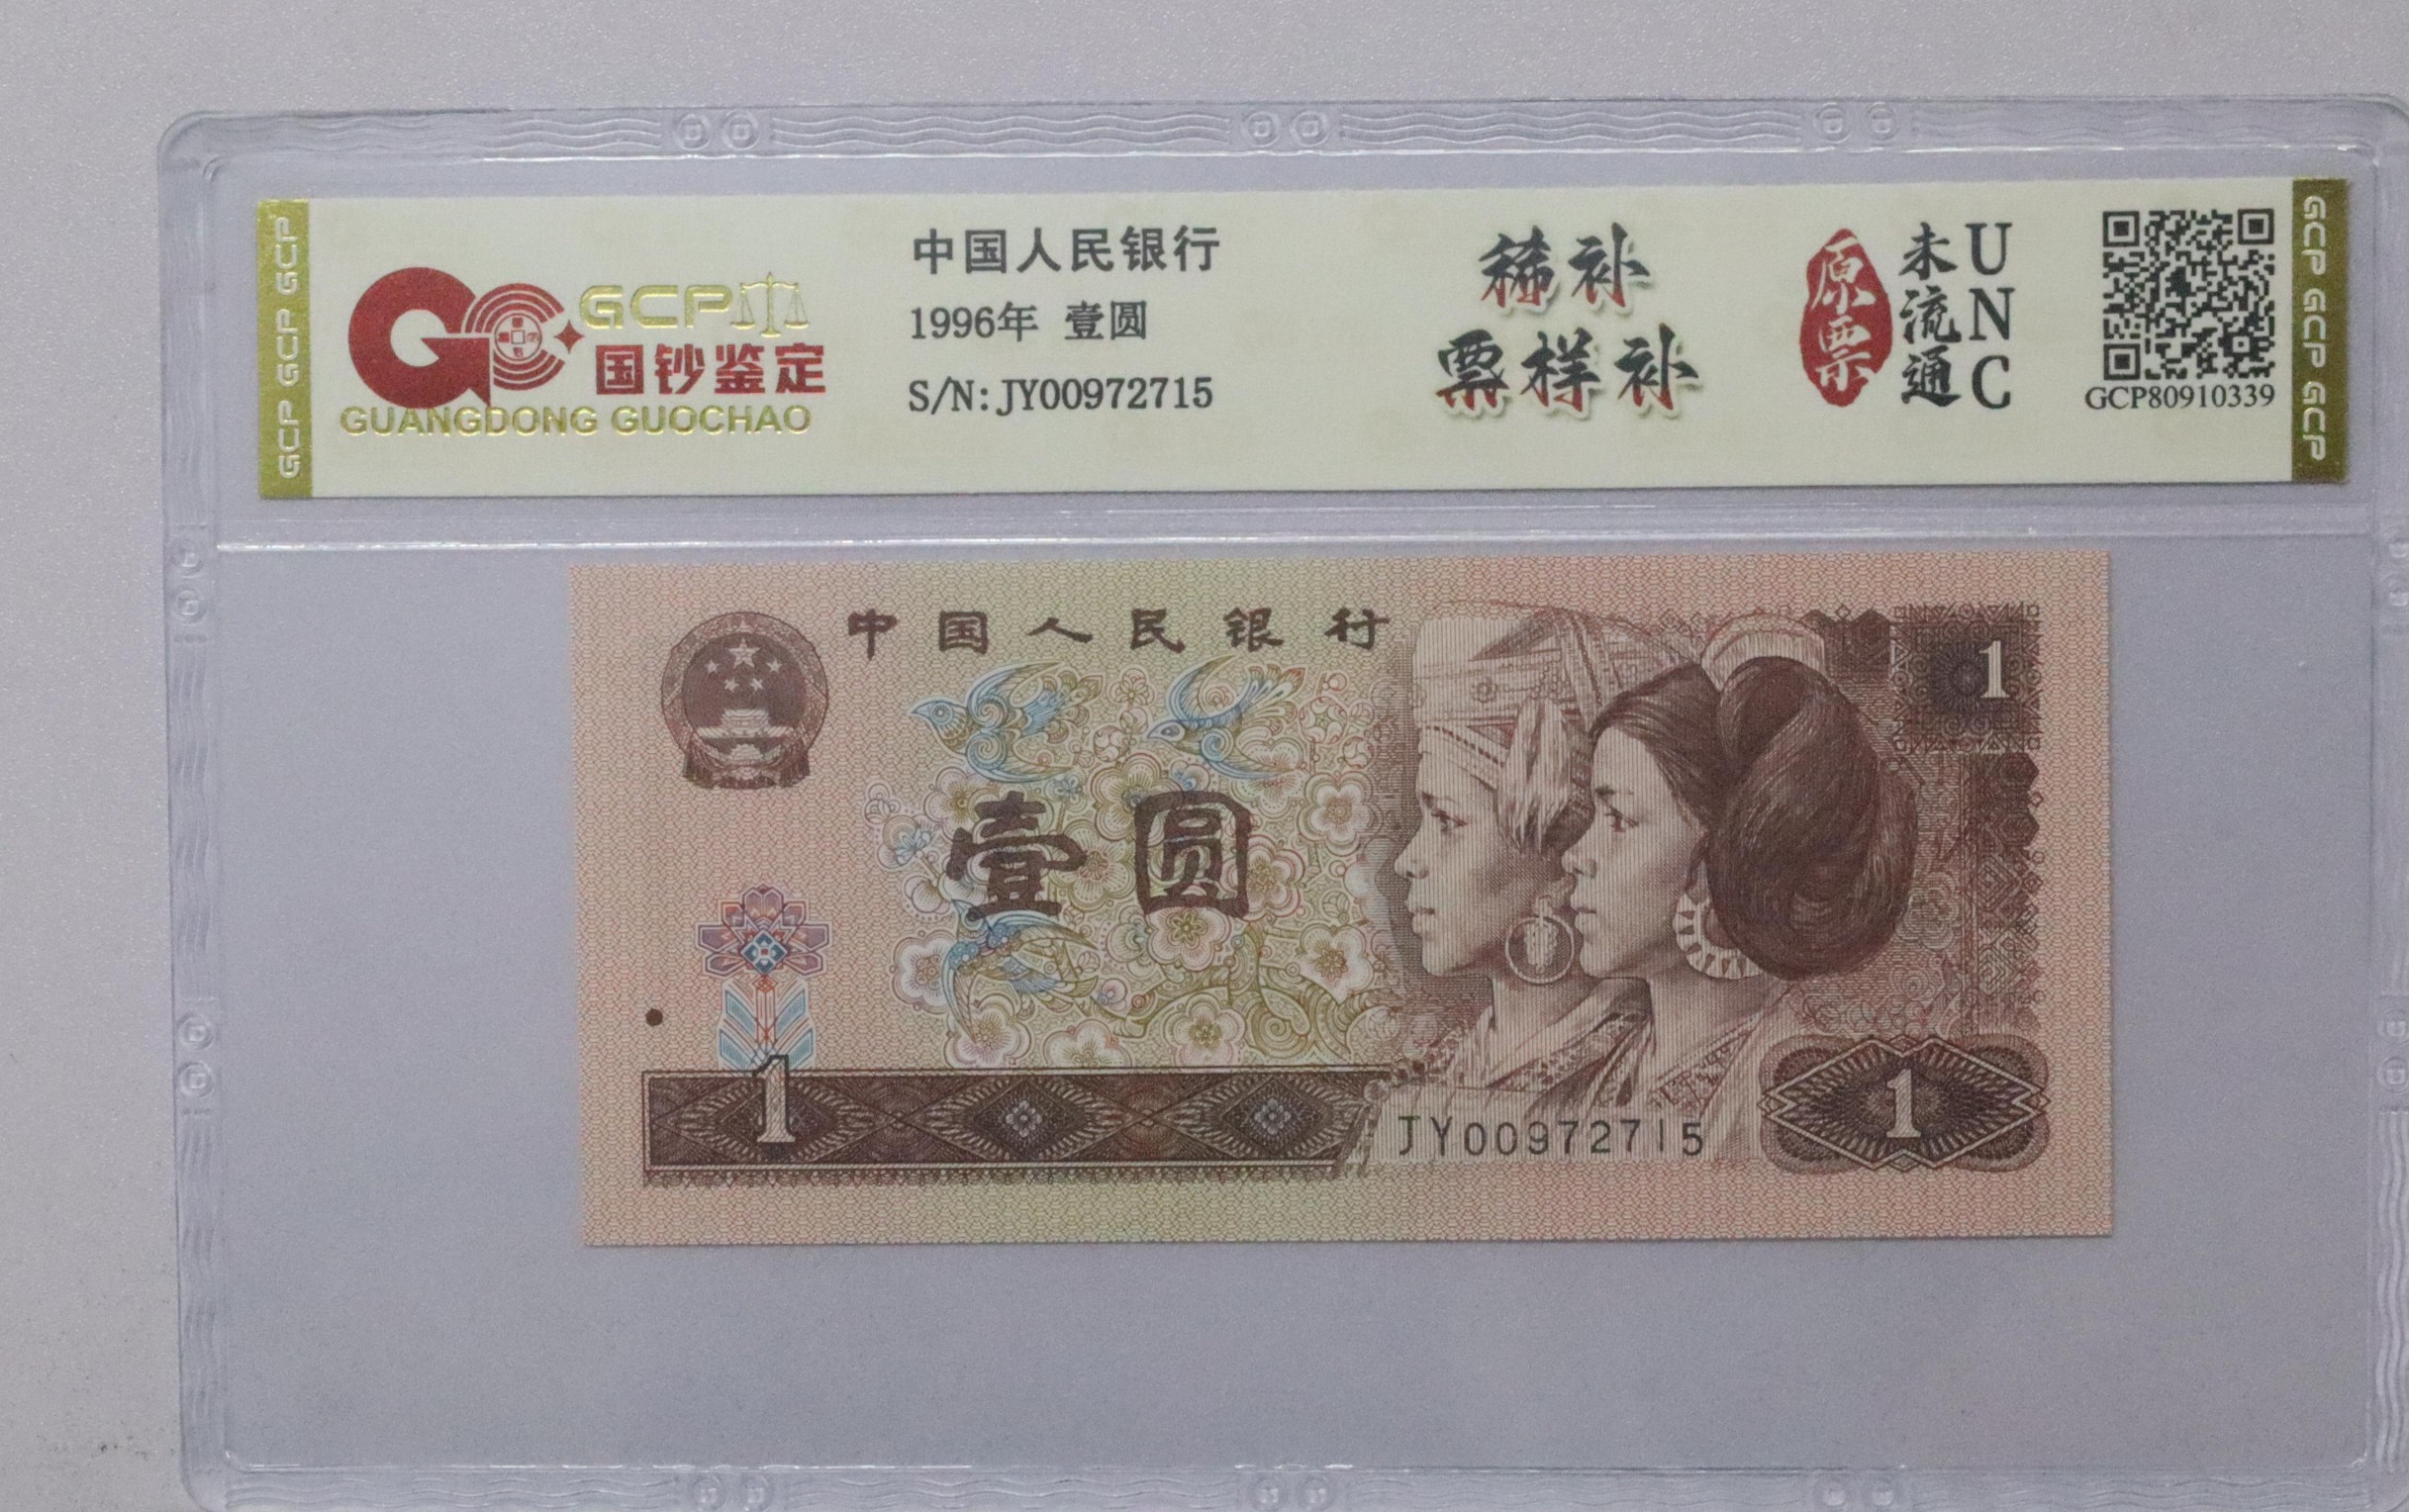 GCP GCP GCP
GCP
国钞鉴定
GUANGDONG GUOCHAO
中国人民银行
1996年 壹圆
S/N: JY00972715
稀补
票样补
原票
未流通
UNC
GCP80910339
GCP GCP GCP
中国人民银行
1
壹圆
1
JY00972715
1